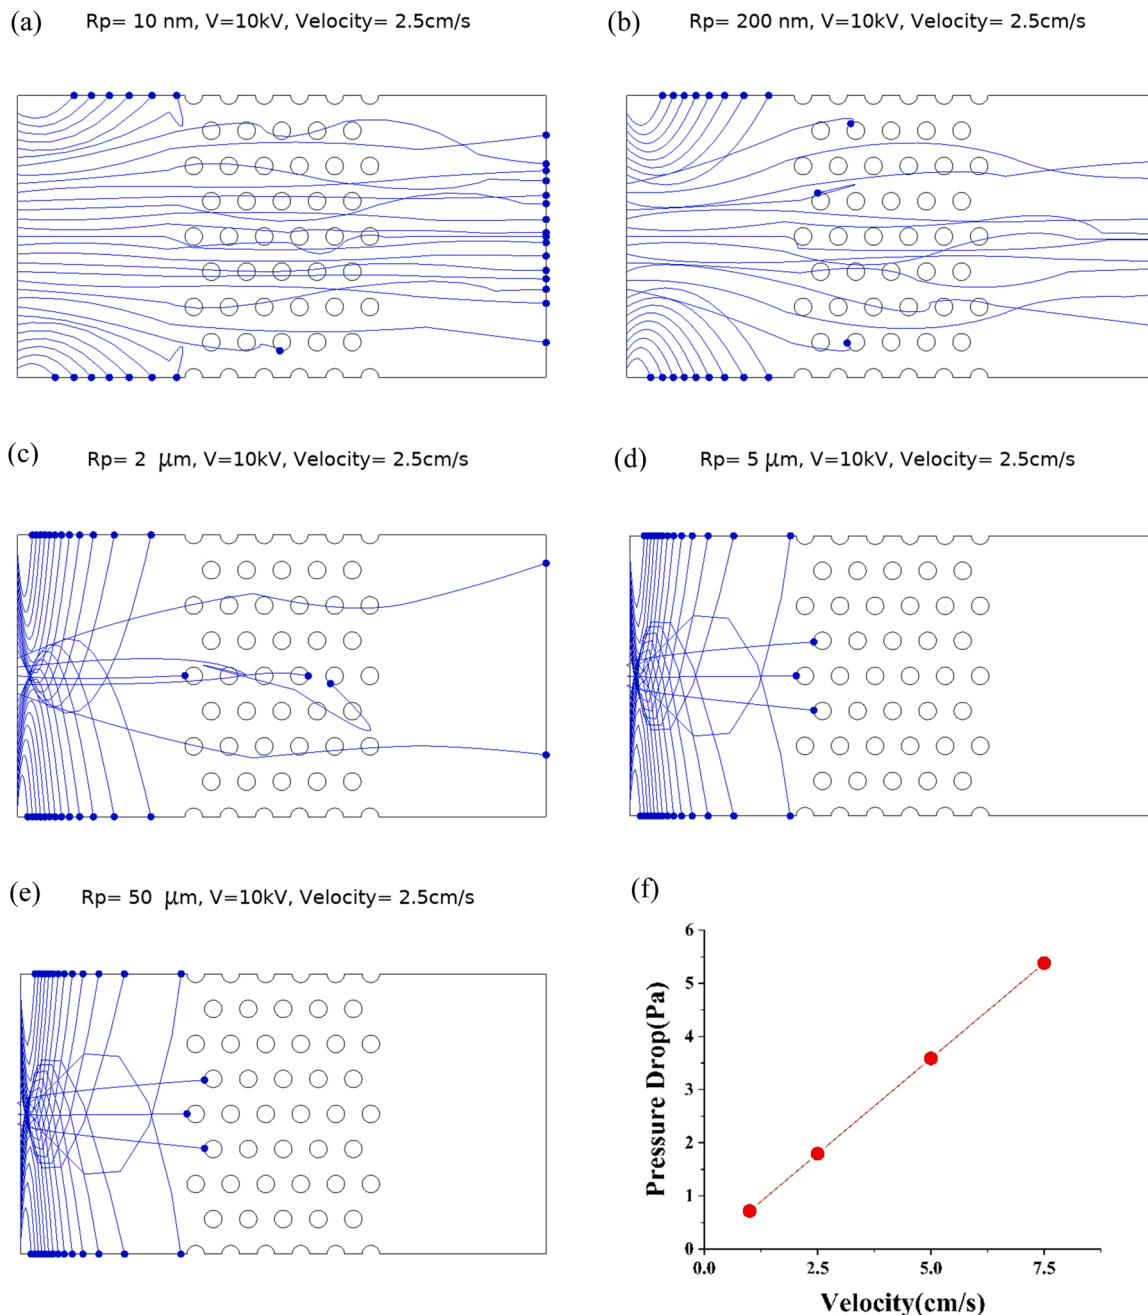 (a)
Rp= 10 nm, V=10kV, Velocity= 2.5cm/s
(b)
Rp= 200 nm, V=10kV, Velocity= 2.5cm/s
(c)
Rp= 2 μm, V=10kV, Velocity= 2.5cm/s
(d)
Rp= 5 μm, V=10kV, Velocity= 2.5cm/s
(e)
Rp= 50 μm, V=10kV, Velocity= 2.5cm/s
(f)
6
5
4
3
2
1
0
Pressure Drop(Pa)
0.0 2.5 5.0 7.5
Velocity(cm/s)